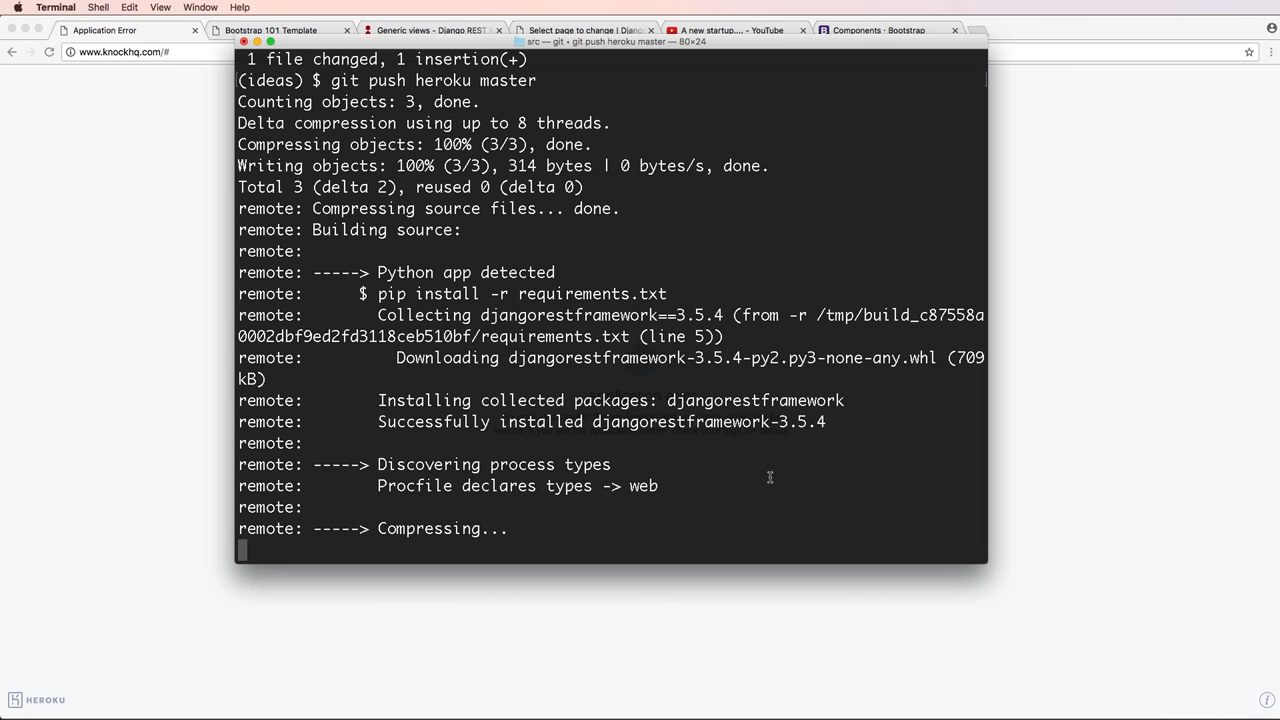 Terminal Shell Edit View Window Help
Application Error
Bootstrap 101 Template
Generic views - Django REST
Select page to change | Djang
A new startup.... - YouTube
Components · Bootstrap
www.knockhq.com/#
src — git • git push heroku master — 80×24
1 file changed, 1 insertion(+)
(ideas) $ git push heroku master
Counting objects: 3, done.
Delta compression using up to 8 threads.
Compressing objects: 100% (3/3), done.
Writing objects: 100% (3/3), 314 bytes | 0 bytes/s, done.
Total 3 (delta 2), reused 0 (delta 0)
remote: Compressing source files... done.
remote: Building source:
remote:
remote: -----> Python app detected
remote:      $ pip install -r requirements.txt
remote:        Collecting djangorestframework==3.5.4 (from -r /tmp/build_c87558a
0002dbf9ed2fd3118ceb510bf/requirements.txt (line 5))
remote:          Downloading djangorestframework-3.5.4-py2.py3-none-any.whl (709
kB)
remote:        Installing collected packages: djangorestframework
remote:        Successfully installed djangorestframework-3.5.4
remote:
remote: -----> Discovering process types
remote:        Procfile declares types -> web
remote:
remote: -----> Compressing...
HEROKU